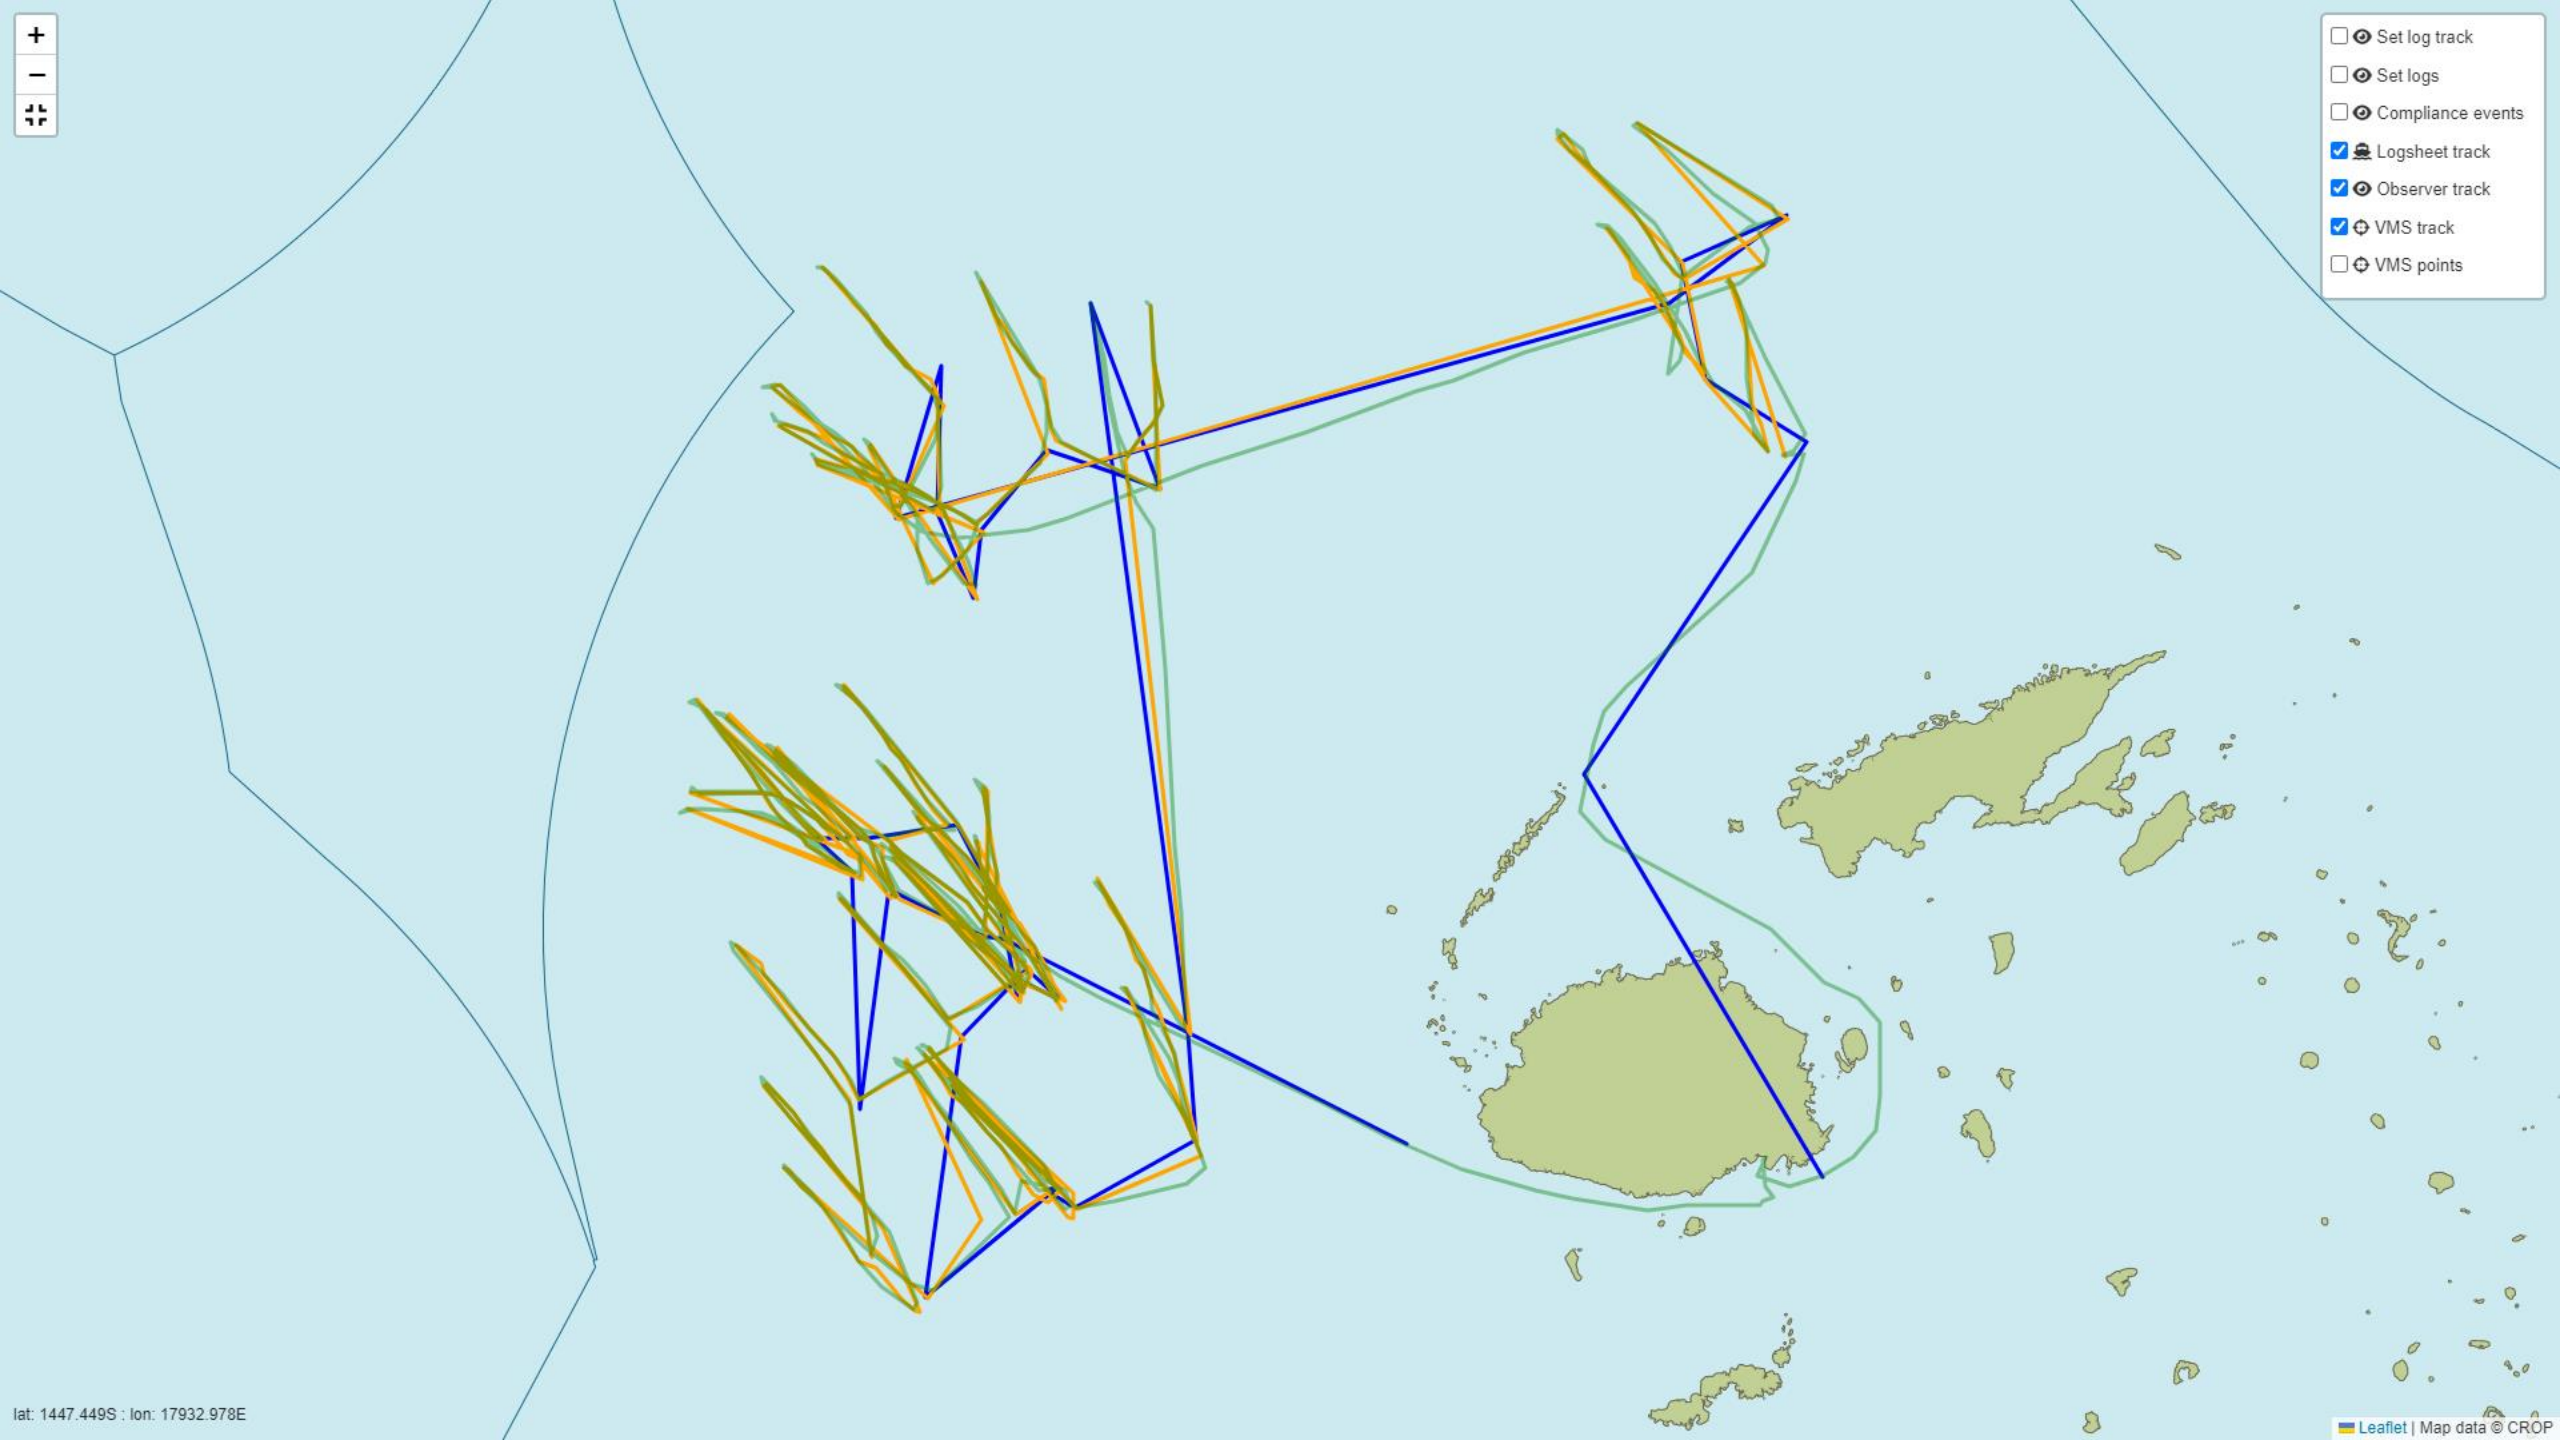 +
−
Set log track
Set logs
Compliance events
Logsheet track
Observer track
VMS track
VMS points
lat: 1447.449S : lon: 17932.978E
Leaflet | Map data © CROP